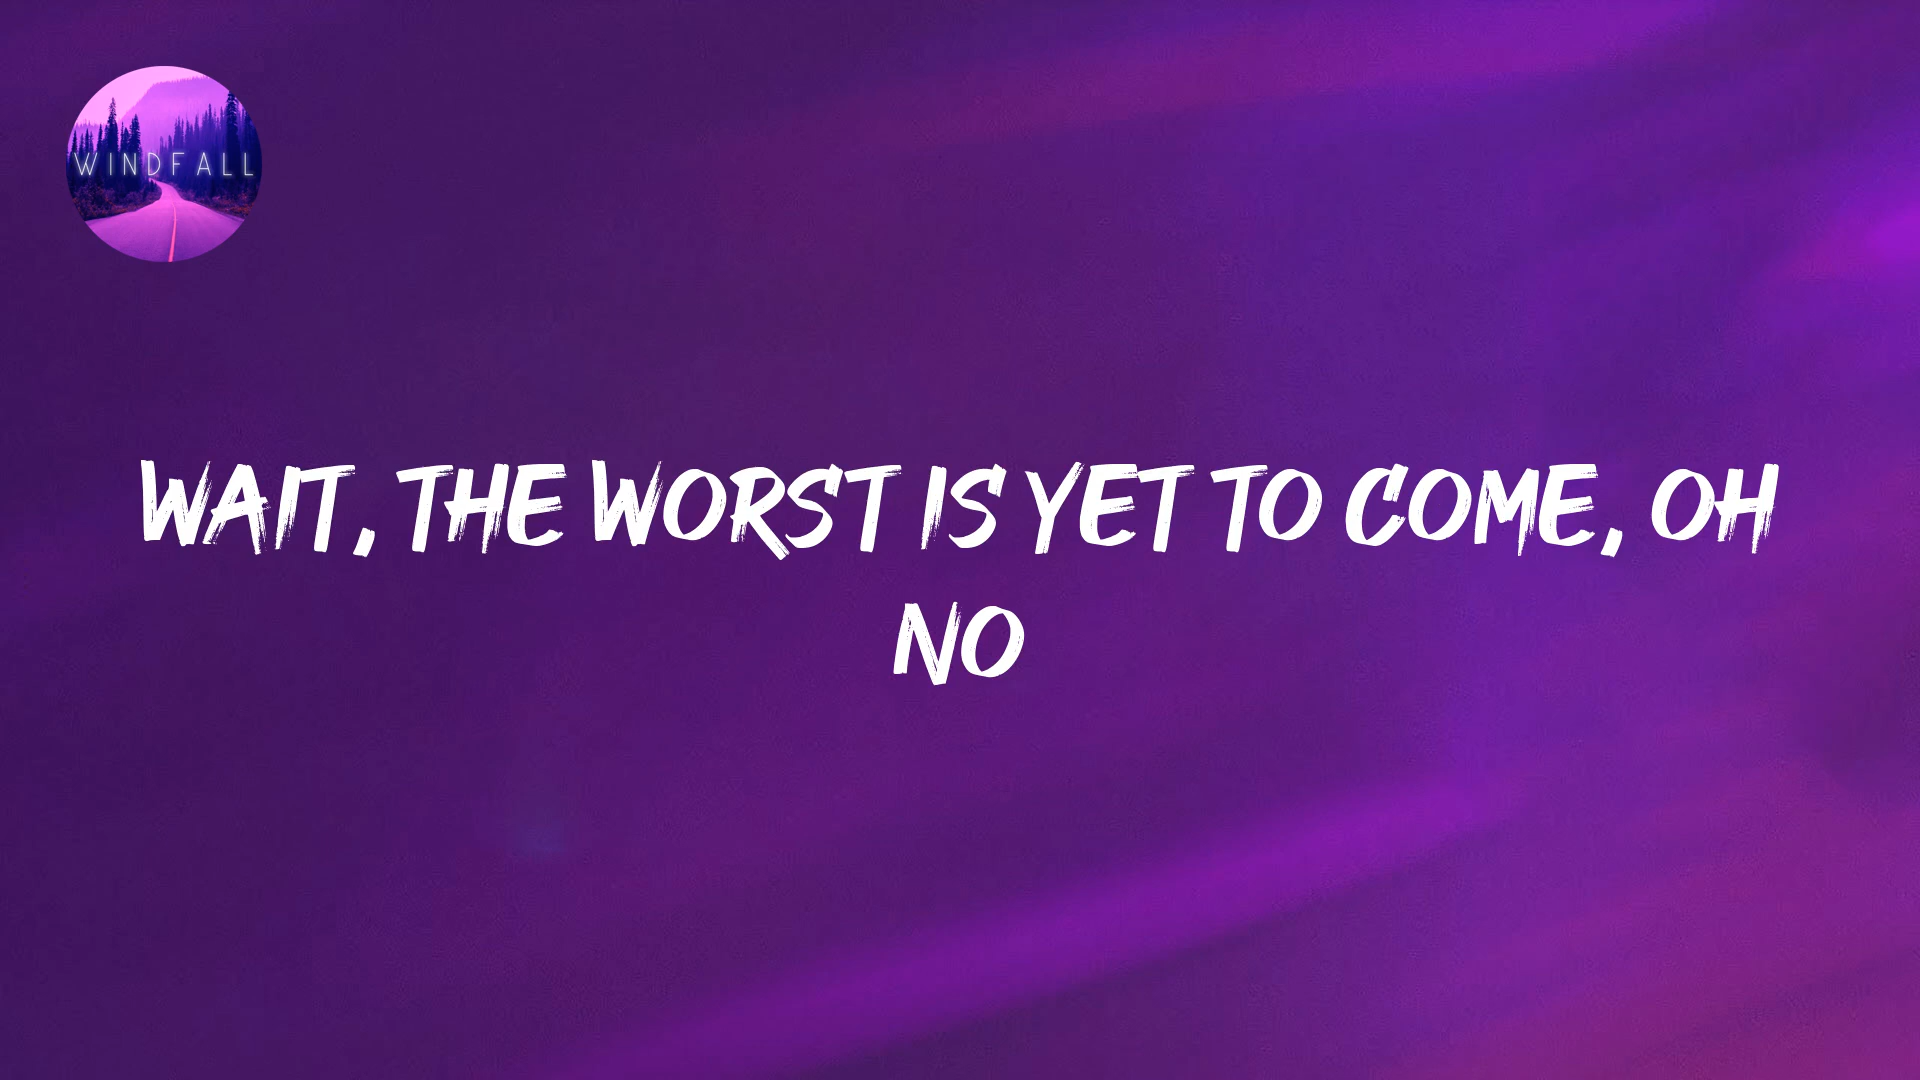 WINDFALL
WAIT, THE WORST IS YET TO COME, OH
NO